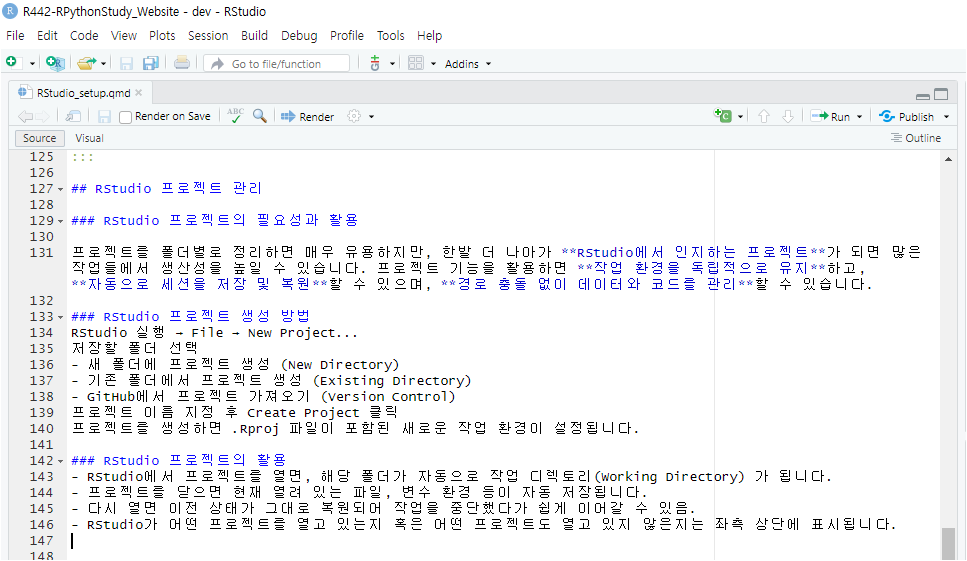 R442-RPythonStudy_Website - dev - RStudio
File Edit Code View Plots Session Build Debug Profile Tools Help
Go to file/function Addins
RStudio_setup.qmd
Render on Save ABC Render Run Publish
Source Visual Outline
125 :::
126
127 ## RStudio 프로젝트 관리
128
129 ### RStudio 프로젝트의 필요성과 활용
130
131 프로젝트를 폴더별로 정리하면 매우 유용하지만, 한발 더 나아가 **RStudio에서 인지하는 프로젝트**가 되면 많은
작업들에서 생산성을 높일 수 있습니다. 프로젝트 기능을 활용하면 **작업 환경을 독립적으로 유지**하고,
**자동으로 세션을 저장 및 복원**할 수 있으며, **경로 충돌 없이 데이터와 코드를 관리**할 수 있습니다.
132
133 ### RStudio 프로젝트 생성 방법
134 RStudio 실행 → File → New Project...
135 저장할 폴더 선택
136 - 새 폴더에 프로젝트 생성 (New Directory)
137 - 기존 폴더에서 프로젝트 생성 (Existing Directory)
138 - GitHub에서 프로젝트 가져오기 (Version Control)
139 프로젝트 이름 지정 후 Create Project 클릭
140 프로젝트를 생성하면 .Rproj 파일이 포함된 새로운 작업 환경이 설정됩니다.
141
142 ### RStudio 프로젝트의 활용
143 - RStudio에서 프로젝트를 열면, 해당 폴더가 자동으로 작업 디렉토리(Working Directory) 가 됩니다.
144 - 프로젝트를 닫으면 현재 열려 있는 파일, 변수 환경 등이 자동 저장됩니다.
145 - 다시 열면 이전 상태가 그대로 복원되어 작업을 중단했다가 쉽게 이어갈 수 있음.
146 - RStudio가 어떤 프로젝트를 열고 있는지 혹은 어떤 프로젝트도 열고 있지 않은지는 좌측 상단에 표시됩니다.
147
148